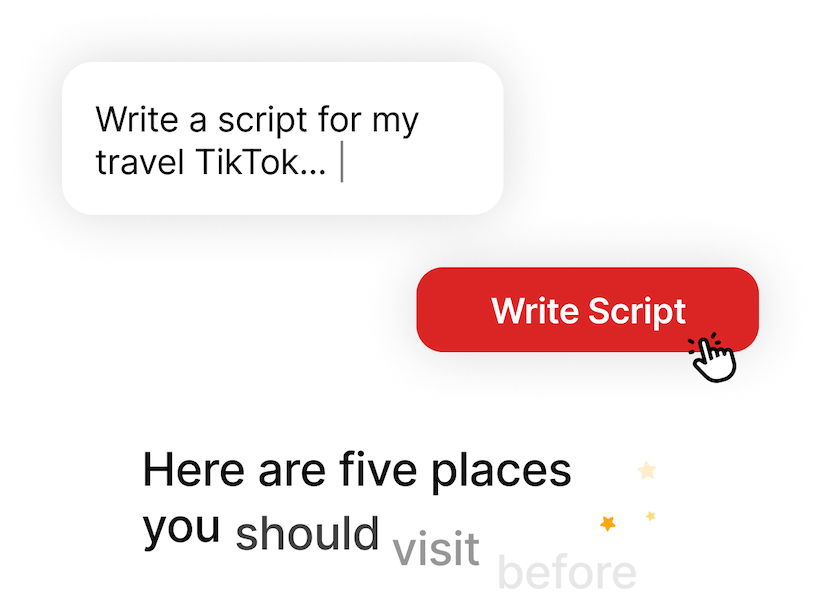 Write a script for my
travel TikTok...
Write Script
Here are five places
you should visit before